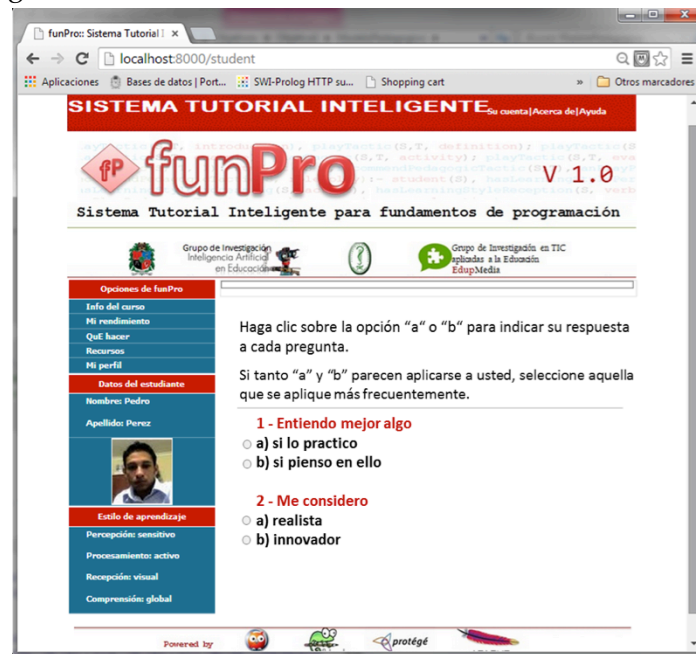 funPro:: Sistema Tutorial I
localhost:8000/student
Aplicaciones
Bases de datos | Port...
SWI-Prolog HTTP su...
Shopping cart
»
Otros marcadores
SISTEMA TUTORIAL INTELIGENTE
Su cuenta|Acerca de|Ayuda
fP funPro
V 1.0
Sistema Tutorial Inteligente para fundamentos de programación
Grupo de Investigación
Inteligencia Artificial
en Educación
Grupo de Investigación en TIC
aplicadas a la Educación
EdupMedia
Opciones de funPro
Info del curso
Mi rendimiento
QuE hacer
Recursos
Mi perfil
Datos del estudiante
Nombre: Pedro
Apellido: Perez
Estilo de aprendizaje
Percepción: sensitivo
Procesamiento: activo
Recepción: visual
Comprensión: global
Haga clic sobre la opción "a" o "b" para indicar su respuesta
a cada pregunta.
Si tanto "a" y "b" parecen aplicarse a usted, seleccione aquella
que se aplique más frecuentemente.
1 - Entiendo mejor algo
a) si lo practico
b) si pienso en ello
2 - Me considero
a) realista
b) innovador
Powered by
protégé